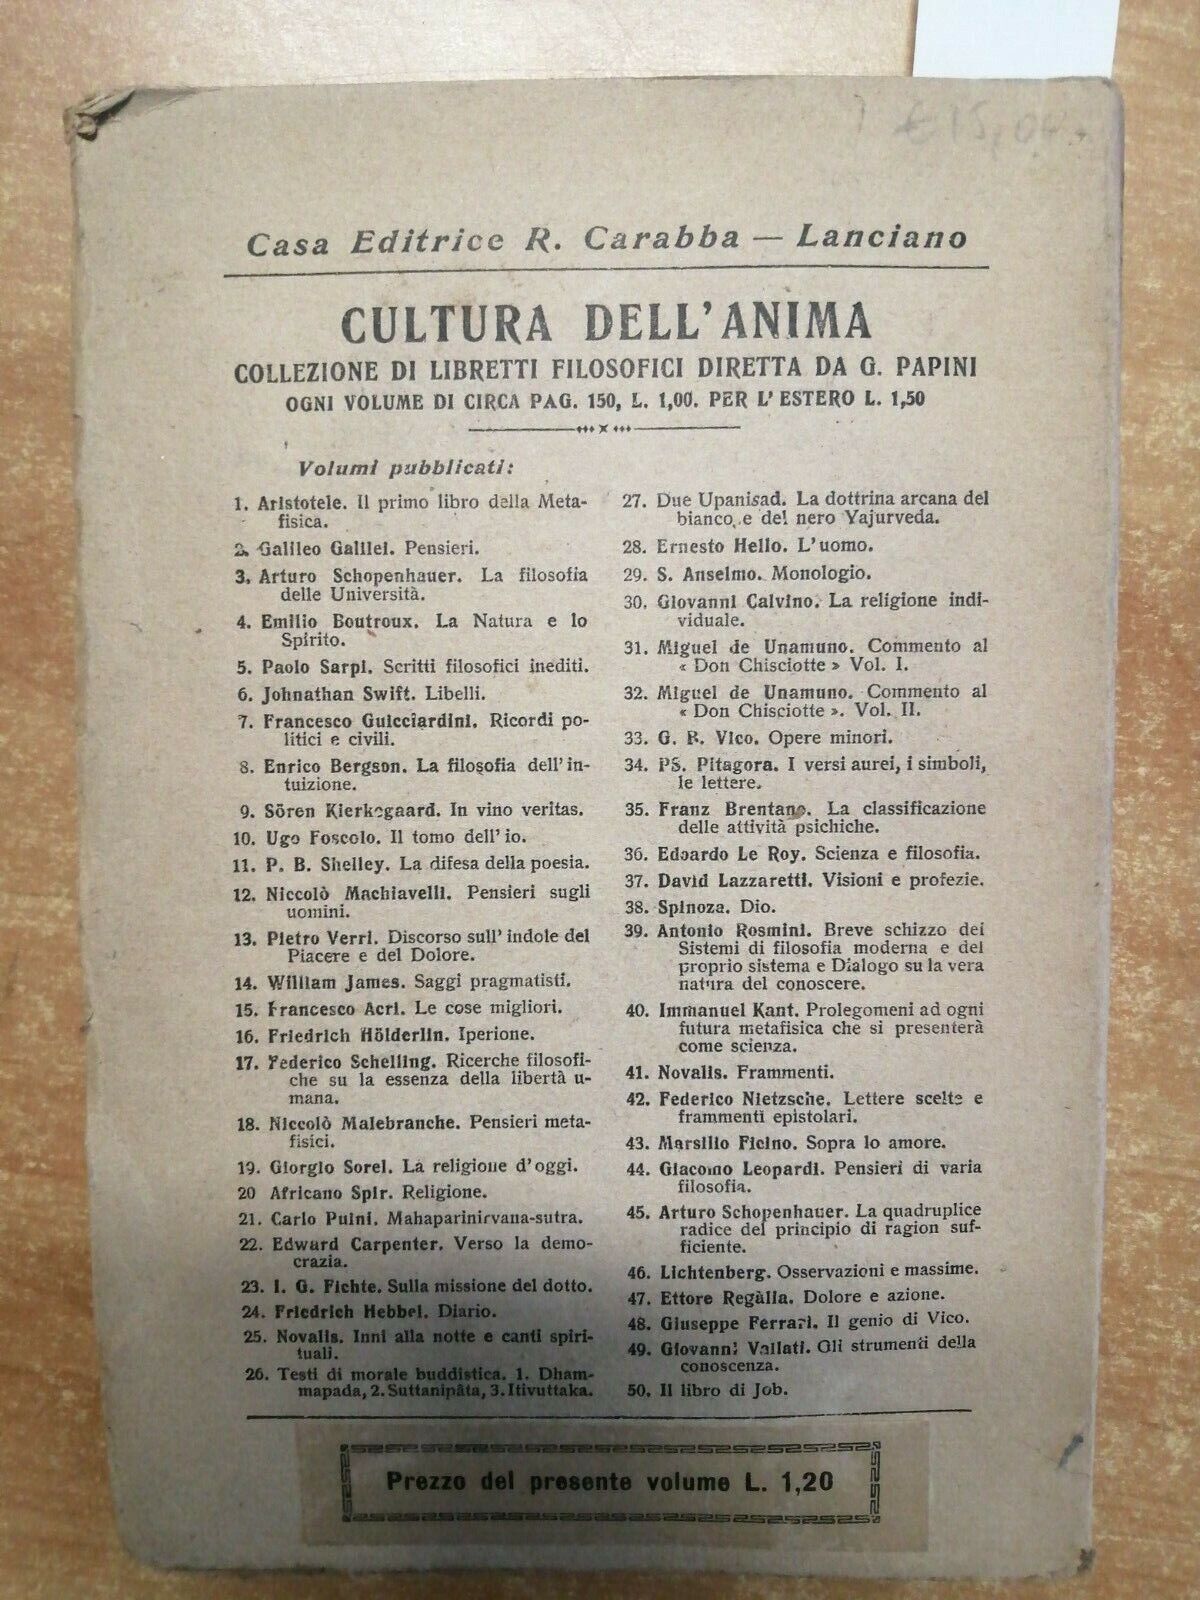 € 15,00
Casa Editrice R. Carabba — Lanciano
CULTURA DELL'ANIMA
COLLEZIONE DI LIBRETTI FILOSOFICI DIRETTA DA G. PAPINI
OGNI VOLUME DI CIRCA PAG. 150, L. 1,00. PER L'ESTERO L. 1,50
Volumi pubblicati:
1. Aristotele. Il primo libro della Meta-
fisica.
2. Galileo Galilei. Pensieri.
3. Arturo Schopenhauer. La filosofia
delle Università.
4. Emilio Boutroux. La Natura e lo
Spirito.
5. Paolo Sarpi. Scritti filosofici inediti.
6. Johnathan Swift. Libelli.
7. Francesco Guicciardini. Ricordi po-
litici e civili.
8. Enrico Bergson. La filosofia dell'in-
tuizione.
9. Sören Kierkegaard. In vino veritas.
10. Ugo Foscolo. Il tomo dell'io.
11. P. B. Shelley. La difesa della poesia.
12. Niccolò Machiavelli. Pensieri sugli
uomini.
13. Pietro Verri. Discorso sull'indole del
Piacere e del Dolore.
14. William James. Saggi pragmatisti.
15. Francesco Acri. Le cose migliori.
16. Friedrich Hölderlin. Iperione.
17. Federico Schelling. Ricerche filosofi-
che su la essenza della libertà u-
mana.
18. Niccolò Malebranche. Pensieri meta-
fisici.
19. Giorgio Sorel. La religione d'oggi.
20 Africano Spir. Religione.
21. Carlo Puini. Mahaparinirvana-sutra.
22. Edward Carpenter. Verso la demo-
crazia.
23. I. G. Fichte. Sulla missione del dotto.
24. Friedrich Hebbel. Diario.
25. Novalis. Inni alla notte e canti spiri-
tuali.
26. Testi di morale buddistica. 1. Dham-
mapada, 2. Suttanipâta, 3. Itivuttaka.
27. Due Upanisad. La dottrina arcana del
bianco, e del nero Yajurveda.
28. Ernesto Hello. L'uomo.
29. S. Anselmo. Monologio.
30. Giovanni Calvino. La religione indi-
viduale.
31. Miguel de Unamuno. Commento al
« Don Chisciotte » Vol. I.
32. Miguel de Unamuno. Commento al
« Don Chisciotte ». Vol. II.
33. G. B. Vico. Opere minori.
34. PS. Pitagora. I versi aurei, i simboli,
le lettere.
35. Franz Brentano. La classificazione
delle attività psichiche.
36. Edoardo Le Roy. Scienza e filosofia.
37. David Lazzaretti. Visioni e profezie.
38. Spinoza. Dio.
39. Antonio Rosmini. Breve schizzo dei
Sistemi di filosofia moderna e del
proprio sistema e Dialogo su la vera
natura del conoscere.
40. Immanuel Kant. Prolegomeni ad ogni
futura metafisica che si presenterà
come scienza.
41. Novalis. Frammenti.
42. Federico Nietzsche. Lettere scelte e
frammenti epistolari.
43. Marsilio Ficino. Sopra lo amore.
44. Giacomo Leopardi. Pensieri di varia
filosofia.
45. Arturo Schopenhauer. La quadruplice
radice del principio di ragion suf-
ficiente.
46. Lichtenberg. Osservazioni e massime.
47. Ettore Regàlia. Dolore e azione.
48. Giuseppe Ferrari. Il genio di Vico.
49. Giovanni Vailati. Gli strumenti della
conoscenza.
50. Il libro di Job.
Prezzo del presente volume L. 1,20